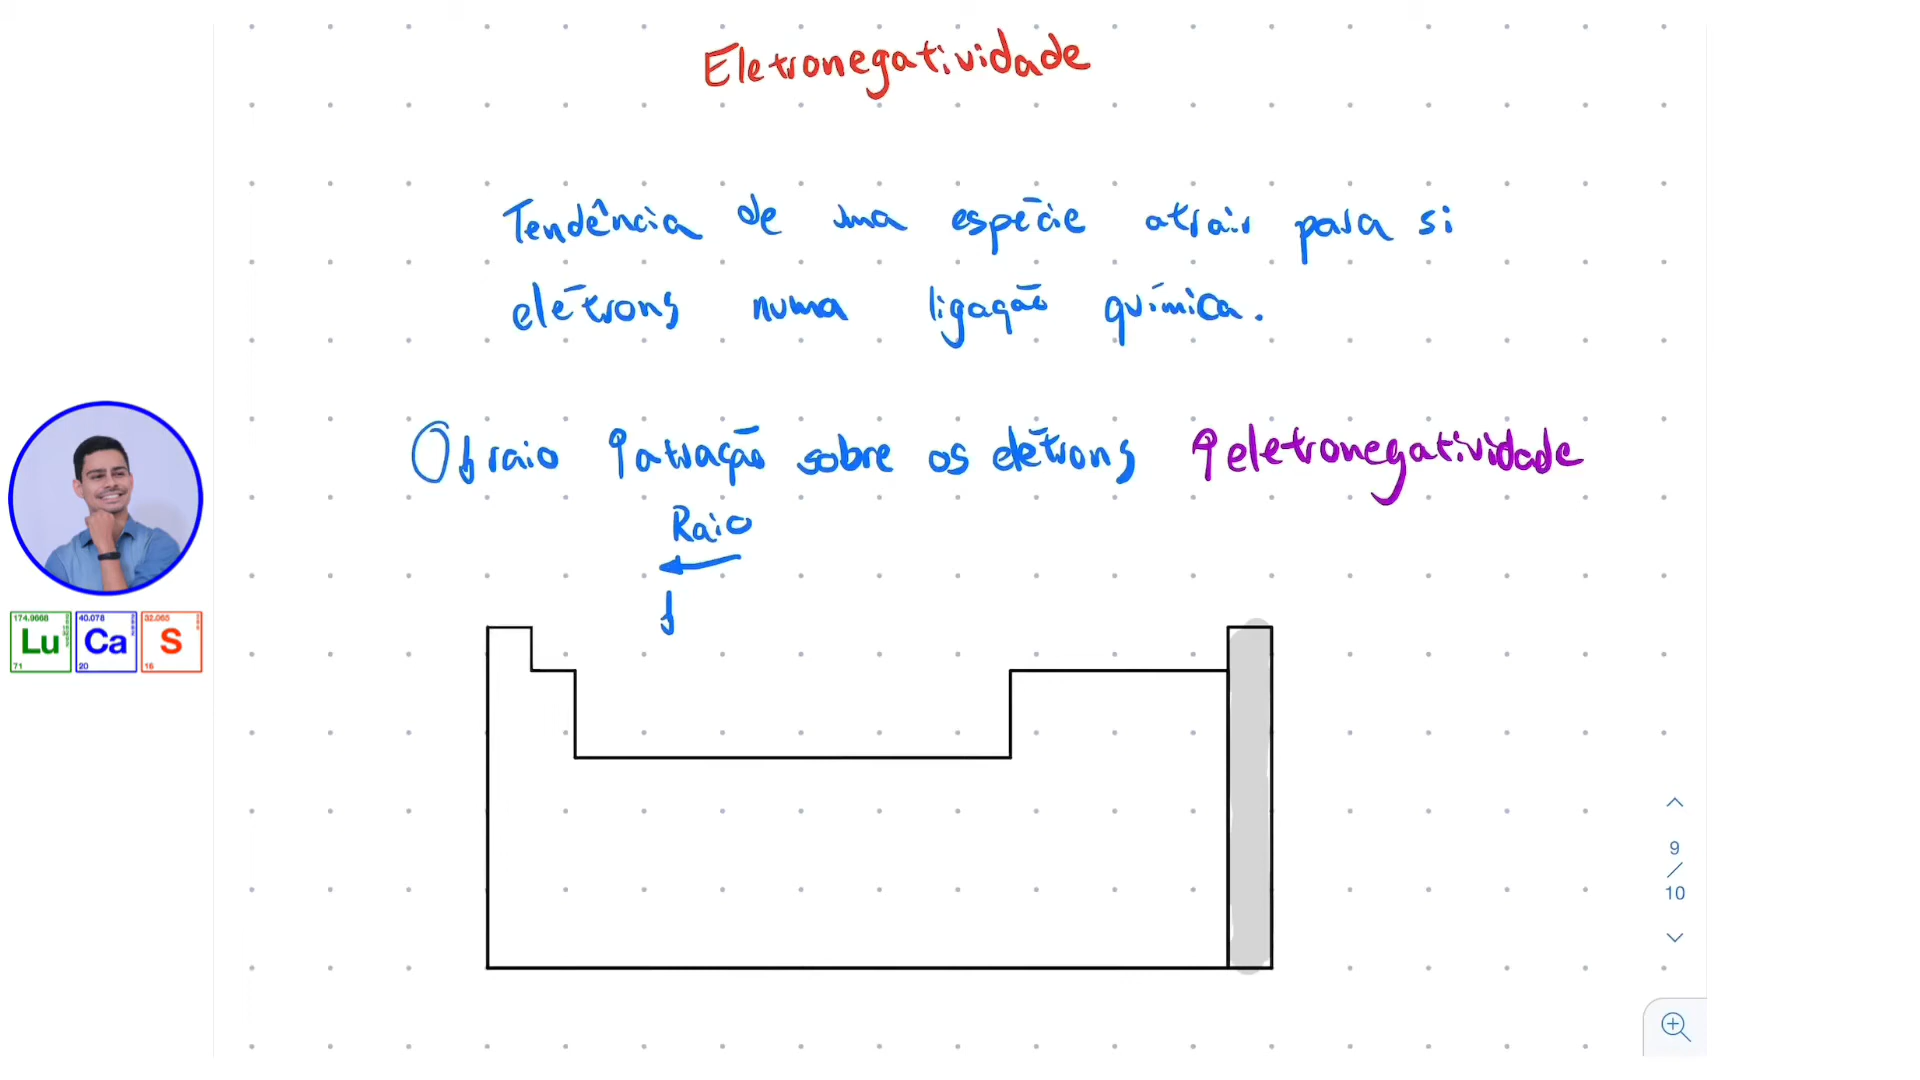 Eletronegatividade
Tendência de uma espécie atrair para si
elétrons numa ligação química.
↓ raio ↑ atração sobre os elétrons ↑ eletronegatividade
Raio
←
↓
174.9668 40.078 32.065
Lu Ca S
71 20 16
9
/
10